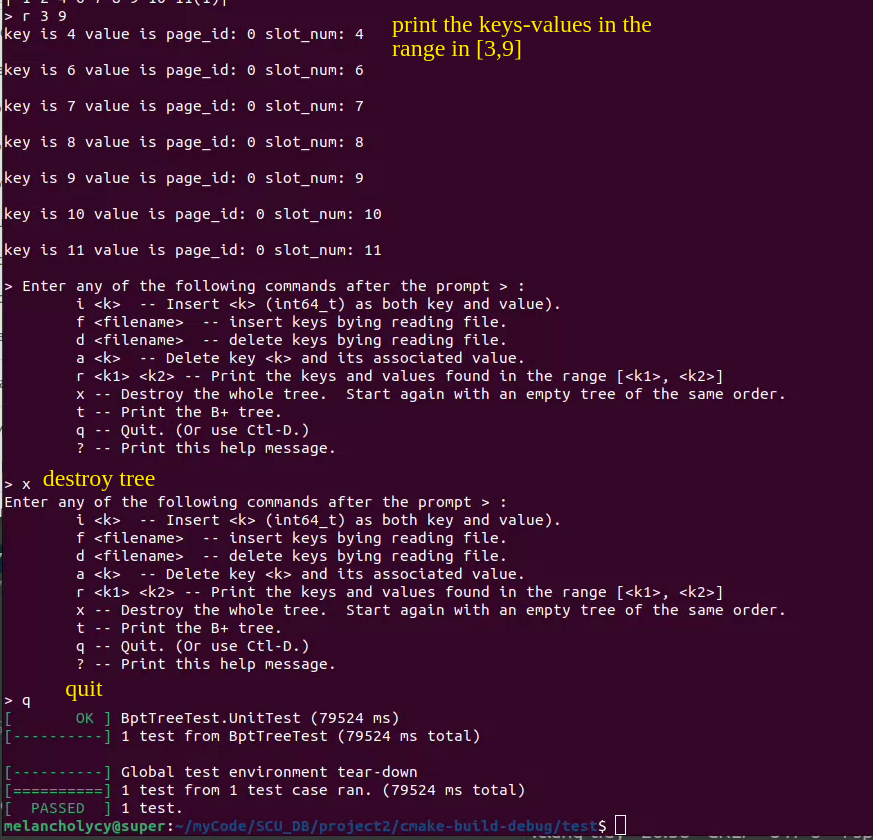 1 2 4 6 7 8 9 10 11(1)|
> r 3 9
print the keys-values in the
range in [3,9]
key is 4 value is page_id: 0 slot_num: 4
key is 6 value is page_id: 0 slot_num: 6
key is 7 value is page_id: 0 slot_num: 7
key is 8 value is page_id: 0 slot_num: 8
key is 9 value is page_id: 0 slot_num: 9
key is 10 value is page_id: 0 slot_num: 10
key is 11 value is page_id: 0 slot_num: 11
> Enter any of the following commands after the prompt > :
i <k>  -- Insert <k> (int64_t) as both key and value).
f <filename>  -- insert keys bying reading file.
d <filename>  -- delete keys bying reading file.
a <k>  -- Delete key <k> and its associated value.
r <k1> <k2> -- Print the keys and values found in the range [<k1>, <k2>]
x -- Destroy the whole tree.  Start again with an empty tree of the same order.
t -- Print the B+ tree.
q -- Quit. (Or use Ctl-D.)
? -- Print this help message.
> x destroy tree
Enter any of the following commands after the prompt > :
i <k>  -- Insert <k> (int64_t) as both key and value).
f <filename>  -- insert keys bying reading file.
d <filename>  -- delete keys bying reading file.
a <k>  -- Delete key <k> and its associated value.
r <k1> <k2> -- Print the keys and values found in the range [<k1>, <k2>]
x -- Destroy the whole tree.  Start again with an empty tree of the same order.
t -- Print the B+ tree.
q -- Quit. (Or use Ctl-D.)
? -- Print this help message.
quit
> q
[       OK ] BptTreeTest.UnitTest (79524 ms)
[----------] 1 test from BptTreeTest (79524 ms total)
[----------] Global test environment tear-down
[==========] 1 test from 1 test case ran. (79524 ms total)
[  PASSED  ] 1 test.
melancholycy@super:~/myCode/SCU_DB/project2/cmake-build-debug/test$